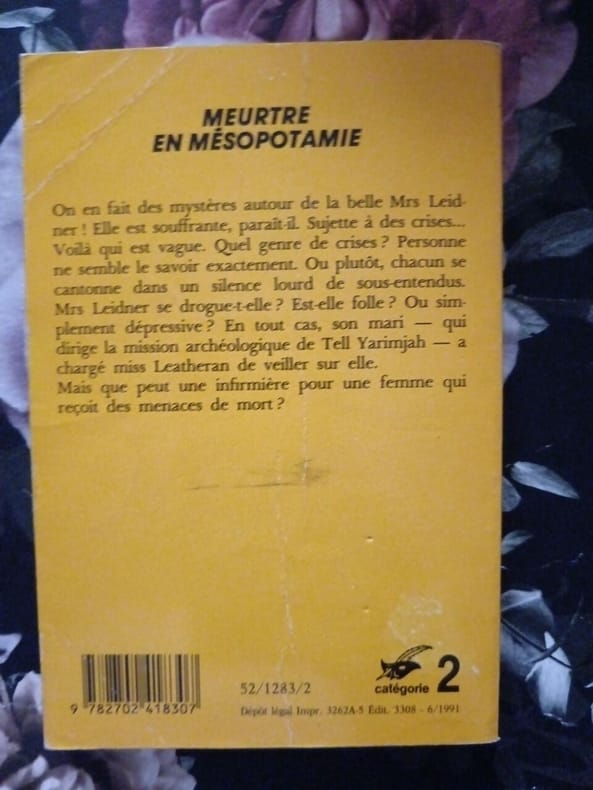 MEURTRE
EN MÉSOPOTAMIE
On en fait des mystères autour de la belle Mrs Leid-
ner ! Elle est souffrante, paraît-il. Sujette à des crises...
Voilà qui est vague. Quel genre de crises ? Personne
ne semble le savoir exactement. Ou plutôt, chacun se
cantonne dans un silence lourd de sous-entendus.
Mrs Leidner se drogue-t-elle ? Est-elle folle ? Ou sim-
plement dépressive ? En tout cas, son mari — qui
dirige la mission archéologique de Tell Yarimjah — a
chargé miss Leatheran de veiller sur elle.
Mais que peut une infirmière pour une femme qui
reçoit des menaces de mort ?
9 782702 418307
52/1283/2
catégorie 2
Dépôt légal Impr. 3262A-5 Édit. 3308 - 6/1991